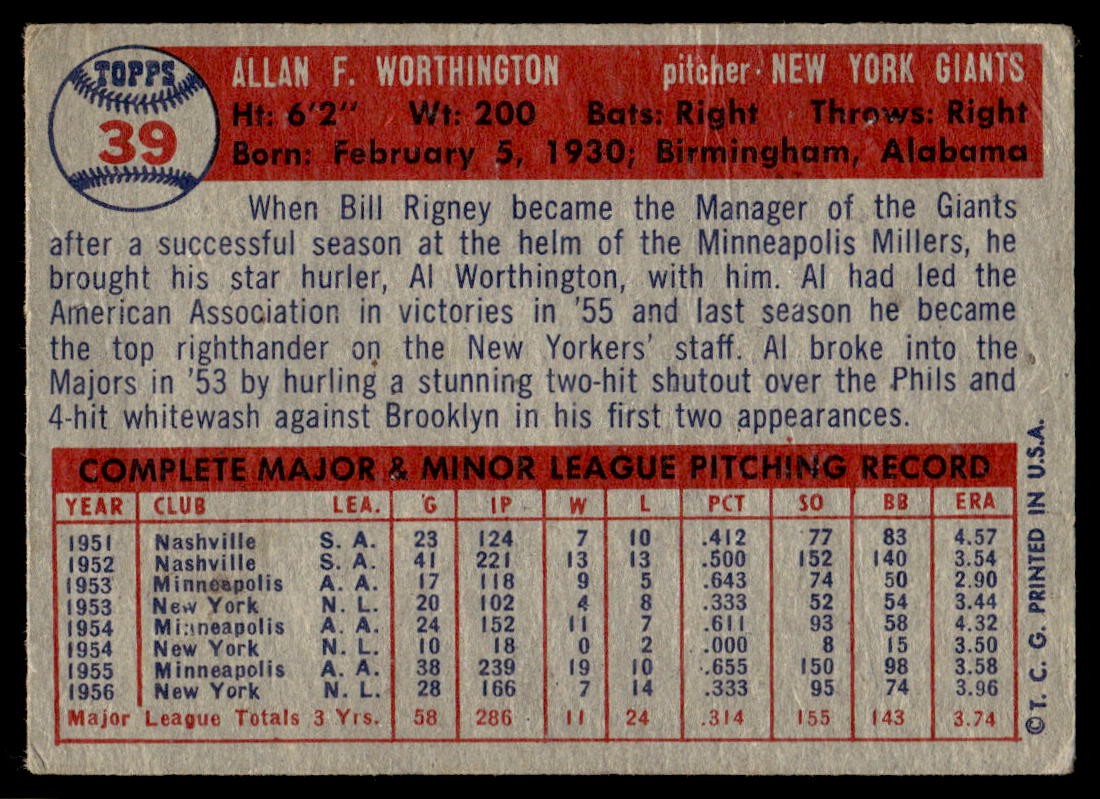 TOPPS
39
ALLAN F. WORTHINGTON pitcher · NEW YORK GIANTS
Ht: 6'2" Wt: 200 Bats: Right Throws: Right
Born: February 5, 1930; Birmingham, Alabama
When Bill Rigney became the Manager of the Giants
after a successful season at the helm of the Minneapolis Millers, he
brought his star hurler, Al Worthington, with him. Al had led the
American Association in victories in '55 and last season he became
the top righthander on the New Yorkers' staff. Al broke into the
Majors in '53 by hurling a stunning two-hit shutout over the Phils and
4-hit whitewash against Brooklyn in his first two appearances.
COMPLETE MAJOR & MINOR LEAGUE PITCHING RECORD
YEAR CLUB LEA. G IP W L PCT SO BB ERA
1951 Nashville S. A. 23 124 7 10 .412 77 83 4.57
1952 Nashville S. A. 41 221 13 13 .500 152 140 3.54
1953 Minneapolis A. A. 17 118 9 5 .643 74 50 2.90
1953 New York N. L. 20 102 4 8 .333 52 54 3.44
1954 Minneapolis A. A. 24 152 11 7 .611 93 58 4.32
1954 New York N. L. 10 18 0 2 .000 8 15 3.50
1955 Minneapolis A. A. 38 239 19 10 .655 150 98 3.58
1956 New York N. L. 28 166 7 14 .333 95 74 3.96
Major League Totals 3 Yrs. 58 286 11 24 .314 155 143 3.74
© T. C. G. PRINTED IN U.S.A.